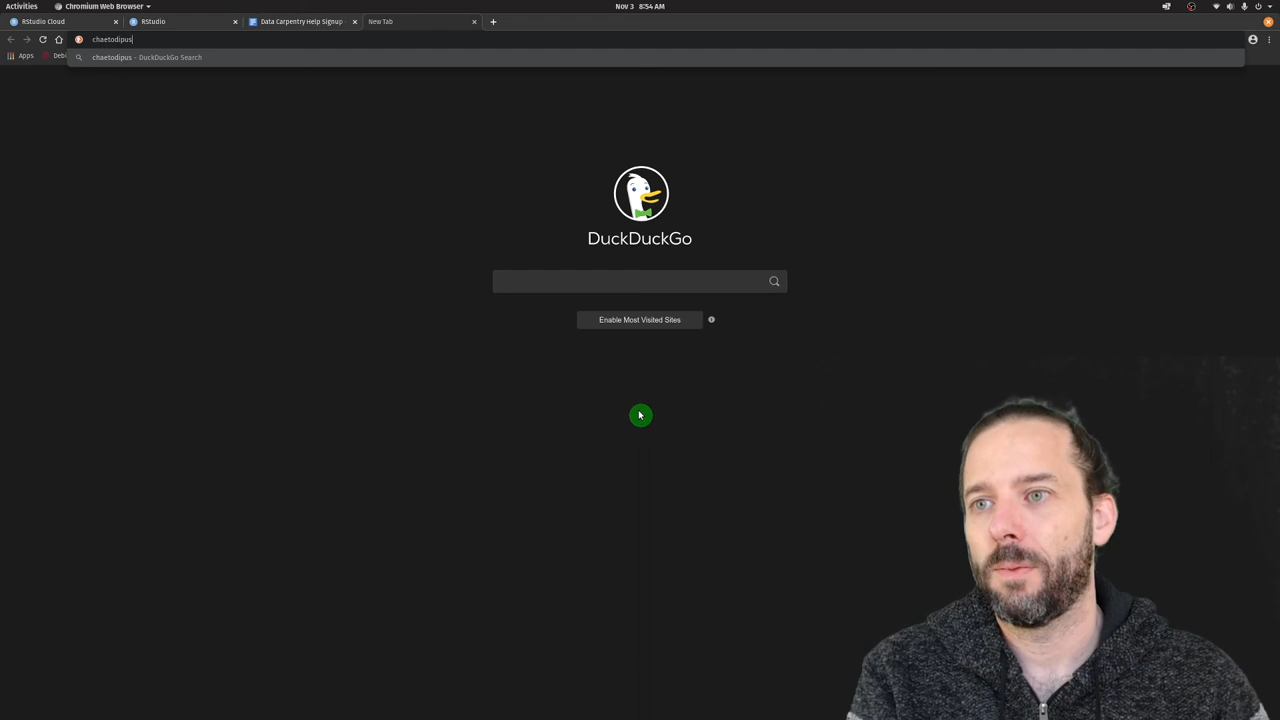 Activities
Chromium Web Browser
Nov 3 8:54 AM
RStudio Cloud
RStudio
Data Carpentry Help Signup -
New Tab
chaetodipus
Apps
chaetodipus - DuckDuckGo Search
DuckDuckGo
Enable Most Visited Sites